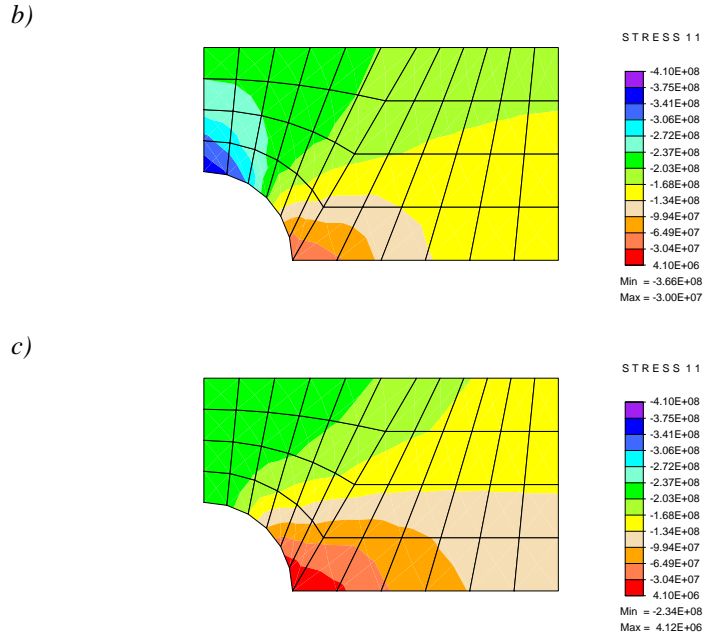 b)
S T R E S S 1 1
-4.10E+08
-3.75E+08
-3.41E+08
-3.06E+08
-2.72E+08
-2.37E+08
-2.03E+08
-1.68E+08
-1.34E+08
-9.94E+07
-6.49E+07
-3.04E+07
4.10E+06
Min = -3.66E+08
Max = -3.00E+07
c)
S T R E S S 1 1
-4.10E+08
-3.75E+08
-3.41E+08
-3.06E+08
-2.72E+08
-2.37E+08
-2.03E+08
-1.68E+08
-1.34E+08
-9.94E+07
-6.49E+07
-3.04E+07
4.10E+06
Min = -2.34E+08
Max = 4.12E+06